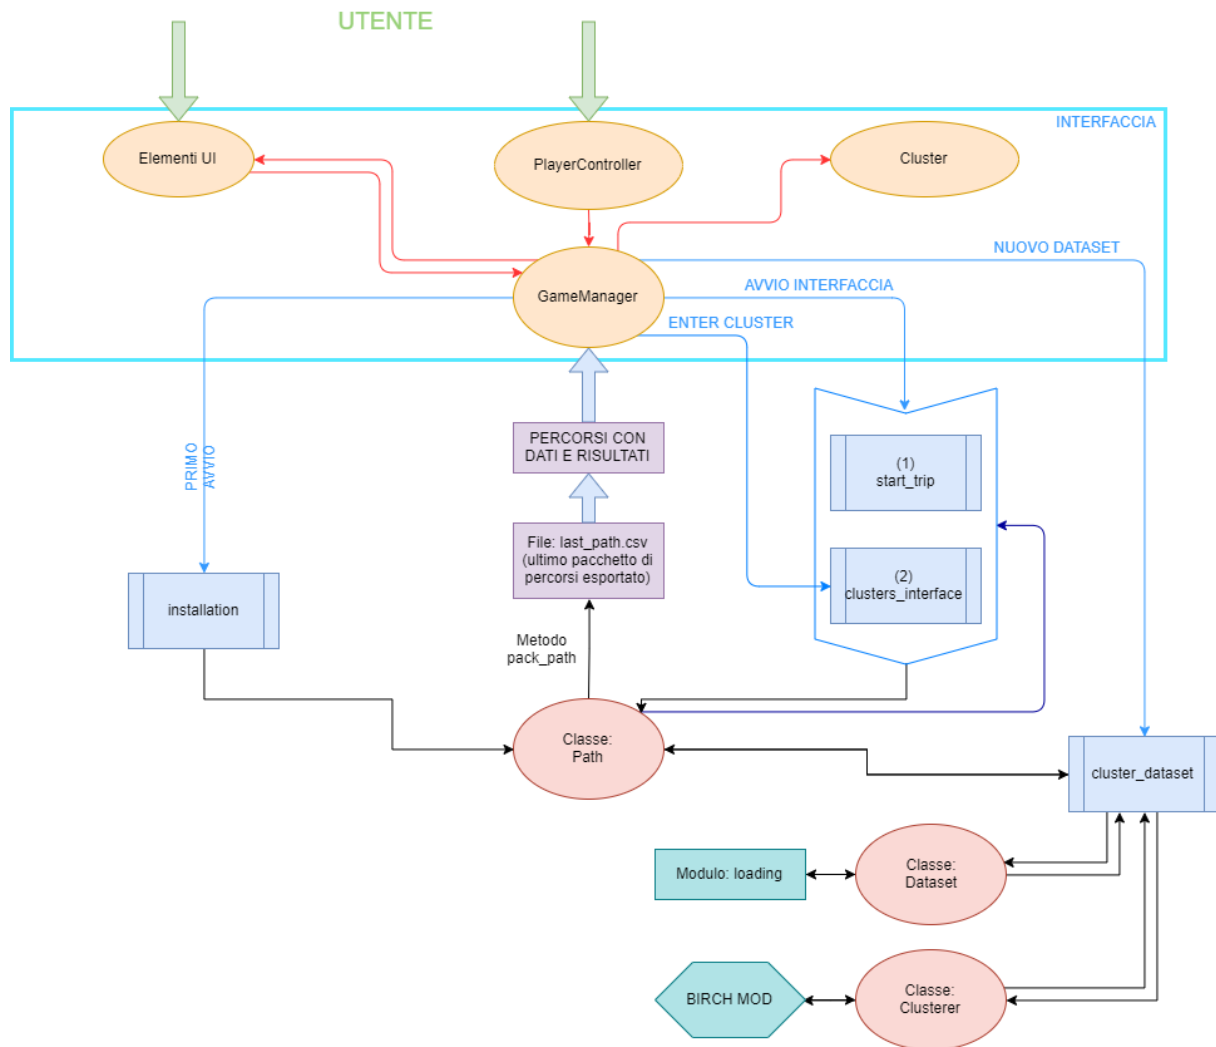 UTENTE
INTERFACCIA
Elementi UI
PlayerController
Cluster
NUOVO DATASET
AVVIO INTERFACCIA
GameManager
ENTER CLUSTER
PRIMO
AVVIO
PERCORSI CON
DATI E RISULTATI
(1)
start_trip
File: last_path.csv
(ultimo pacchetto di
percorsi esportato)
(2)
clusters_interface
installation
Metodo
pack_path
Classe:
Path
cluster_dataset
Modulo: loading
Classe:
Dataset
BIRCH MOD
Classe:
Clusterer